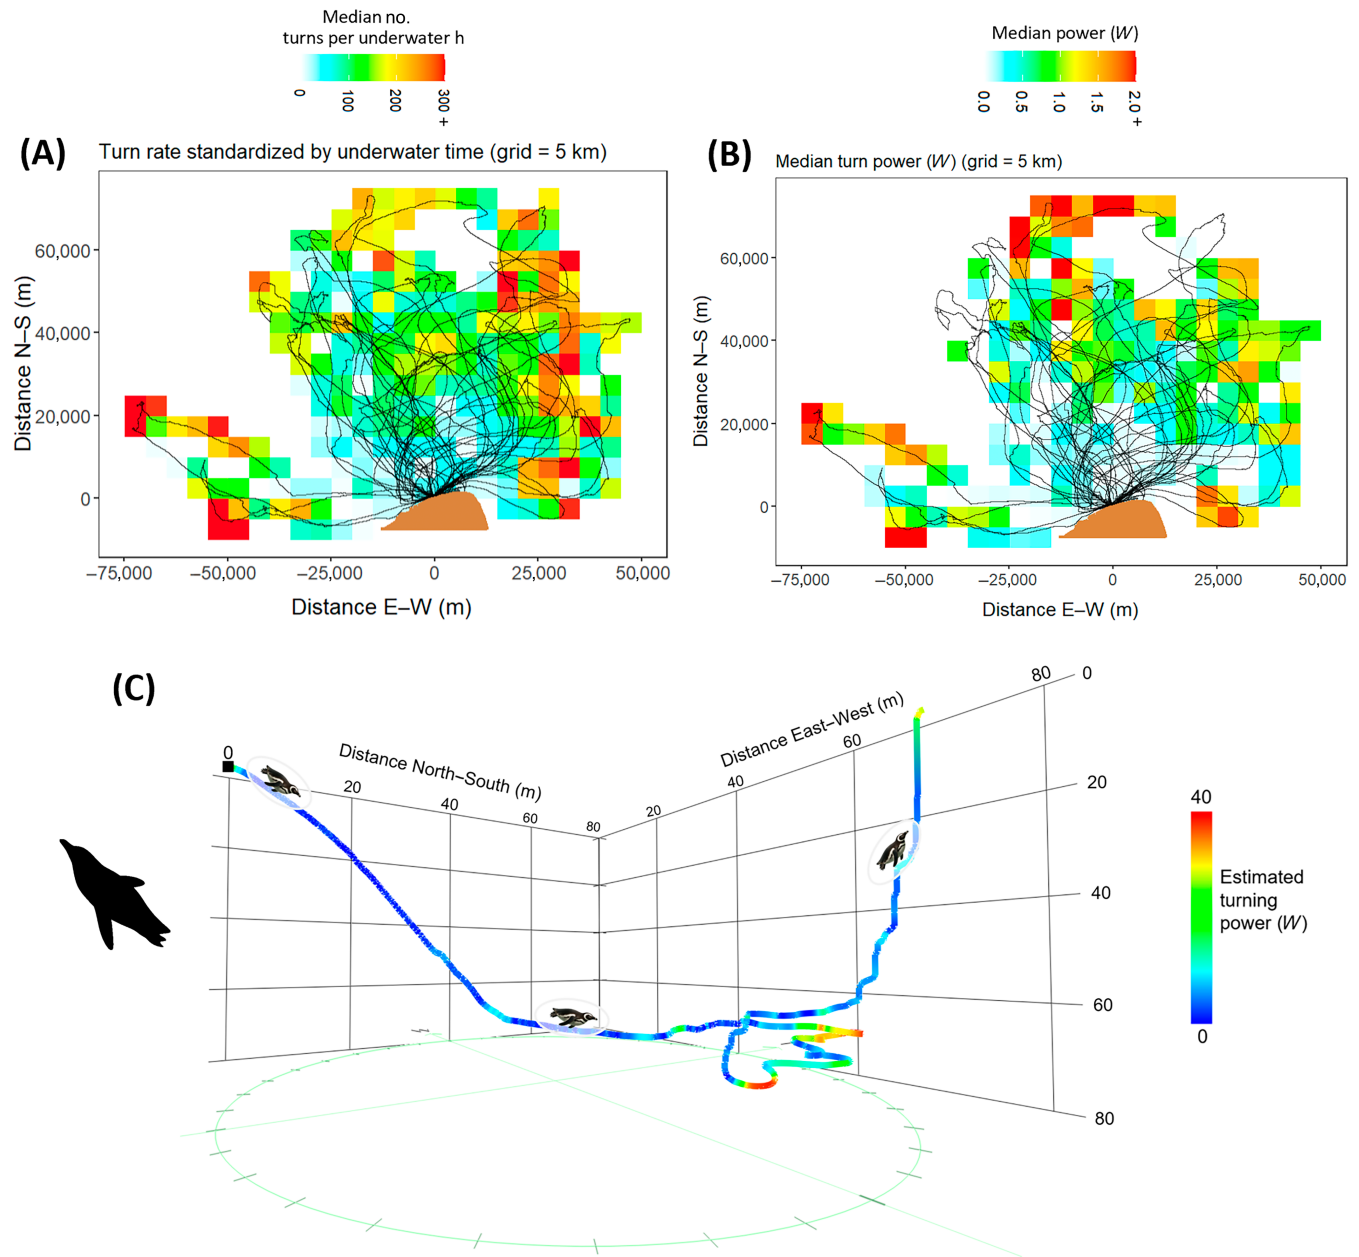 Median no.
turns per underwater h
0
100
200
300
+
Median power (W)
0.0
0.5
1.0
1.5
2.0
+
(A)
Turn rate standardized by underwater time (grid = 5 km)
Distance N–S (m)
60,000
40,000
20,000
0
–75,000
–50,000
–25,000
0
25,000
50,000
Distance E–W (m)
(B)
Median turn power (W) (grid = 5 km)
Distance N–S (m)
60,000
40,000
20,000
0
–75,000
–50,000
–25,000
0
25,000
50,000
Distance E–W (m)
(C)
0
Distance North–South (m)
20
40
60
80
Distance East–West (m)
20
40
60
80
0
20
40
60
80
N
40
Estimated
turning
power (W)
0